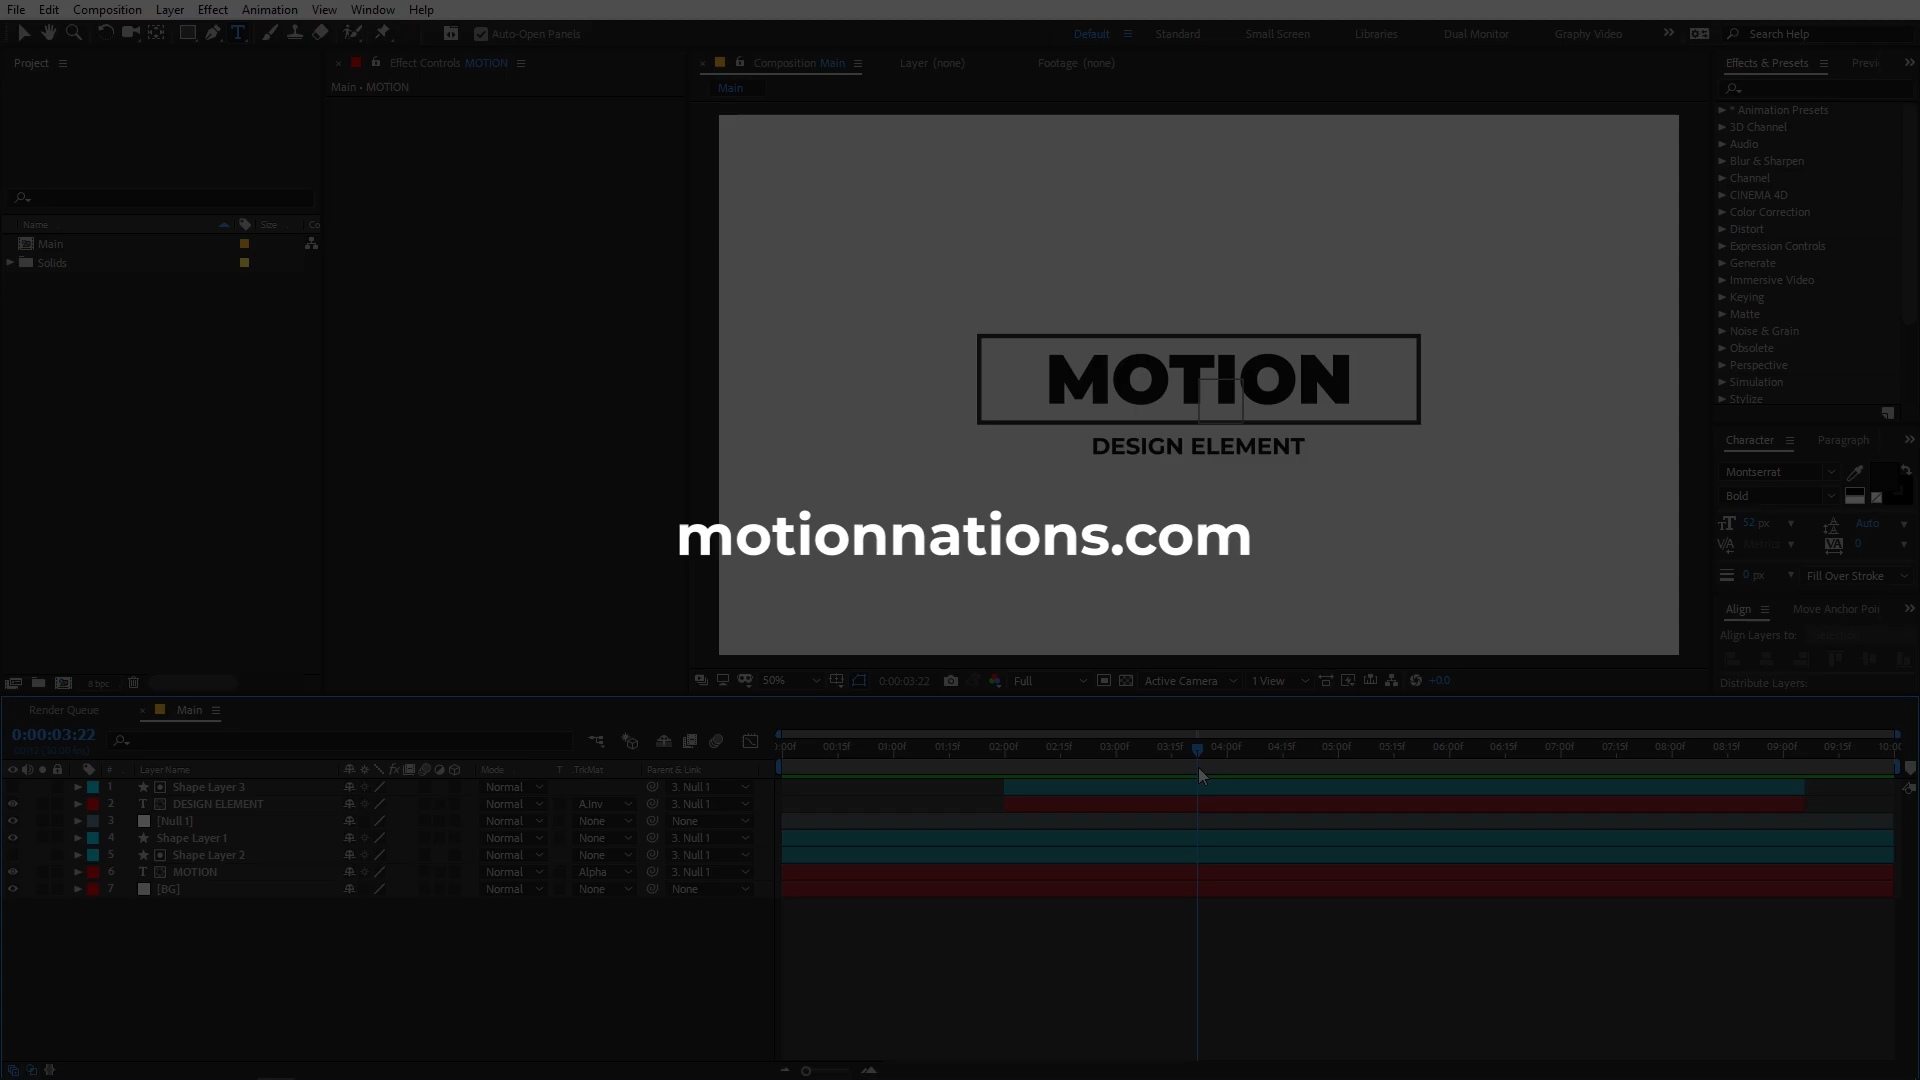 File Edit Composition Layer Effect Animation View Window Help
Auto-Open Panels
Default Standard Small Screen Libraries Dual Monitor Graphy Video
Search Help
Project
Effect Controls MOTION
Main • MOTION
Composition Main
Layer (none)
Footage (none)
Main
Name Size Co
Main
Solids
8 bpc
MOTION
DESIGN ELEMENT
motionnations.com
50%
0:00:03:22
Full
Active Camera
1 View
+0.0
Effects & Presets
Previ
* Animation Presets
3D Channel
Audio
Blur & Sharpen
Channel
CINEMA 4D
Color Correction
Distort
Expression Controls
Generate
Immersive Video
Keying
Matte
Noise & Grain
Obsolete
Perspective
Simulation
Stylize
Character Paragraph
Montserrat
Bold
52 px Auto
Metrics 0
0 px Fill Over Stroke
Align Move Anchor Poi
Align Layers to:
Distribute Layers:
Render Queue Main
0:00:03:22
# Layer Name Mode T .TrkMat Parent & Link
1 Shape Layer 3 Normal 3. Null 1
2 DESIGN ELEMENT Normal A.Inv 3. Null 1
3 [Null 1] Normal None None
4 Shape Layer 1 Normal None 3. Null 1
5 Shape Layer 2 Normal None 3. Null 1
6 MOTION Normal Alpha 3. Null 1
7 [BG] Normal None None
):00f 00:15f 01:00f 01:15f 02:00f 02:15f 03:00f 03:15f 04:00f 04:15f 05:00f 05:15f 06:00f 06:15f 07:00f 07:15f 08:00f 08:15f 09:00f 09:15f 10:00